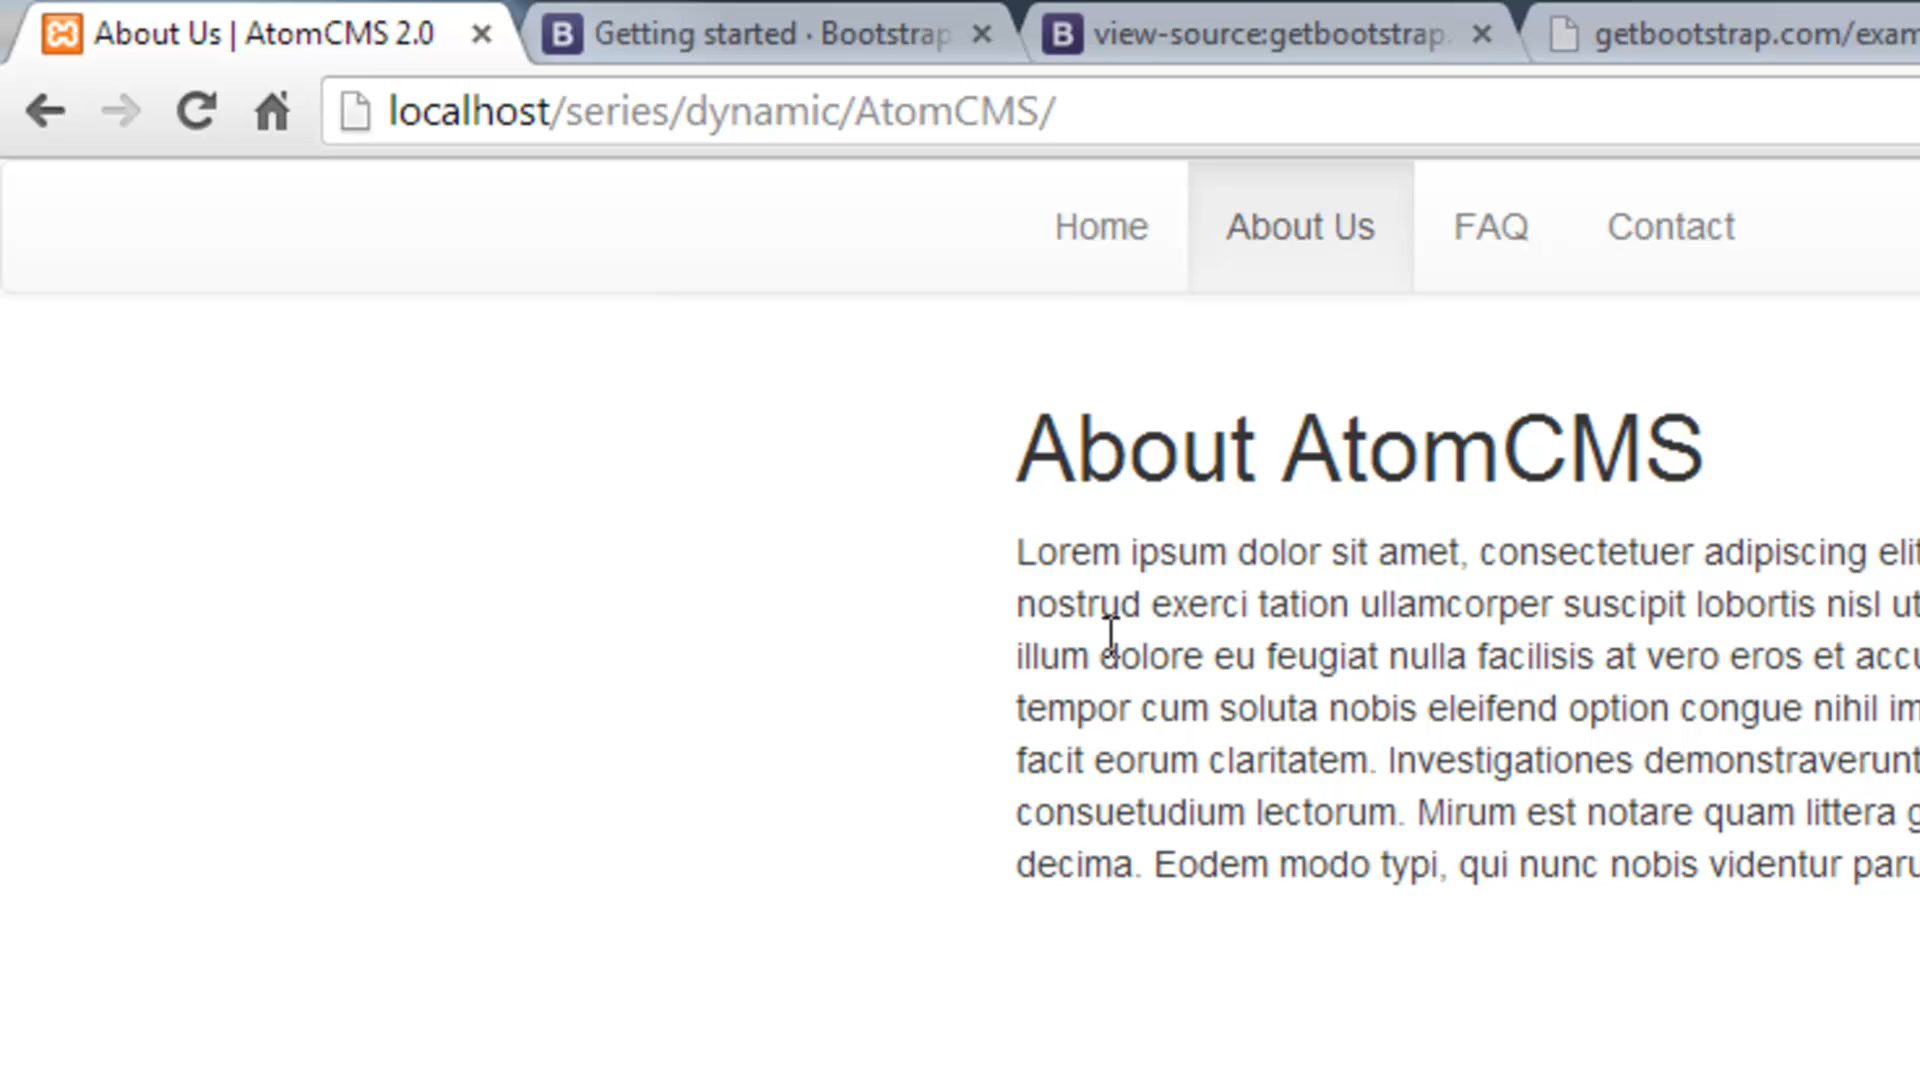 About Us | AtomCMS 2.0
Getting started · Bootstrap
view-source:getbootstrap.
getbootstrap.com/exam
localhost/series/dynamic/AtomCMS/
Home About Us FAQ Contact
About AtomCMS
Lorem ipsum dolor sit amet, consectetuer adipiscing elit
nostrud exerci tation ullamcorper suscipit lobortis nisl ut
illum dolore eu feugiat nulla facilisis at vero eros et accu
tempor cum soluta nobis eleifend option congue nihil im
facit eorum claritatem. Investigationes demonstraverunt
consuetudium lectorum. Mirum est notare quam littera g
decima. Eodem modo typi, qui nunc nobis videntur paru